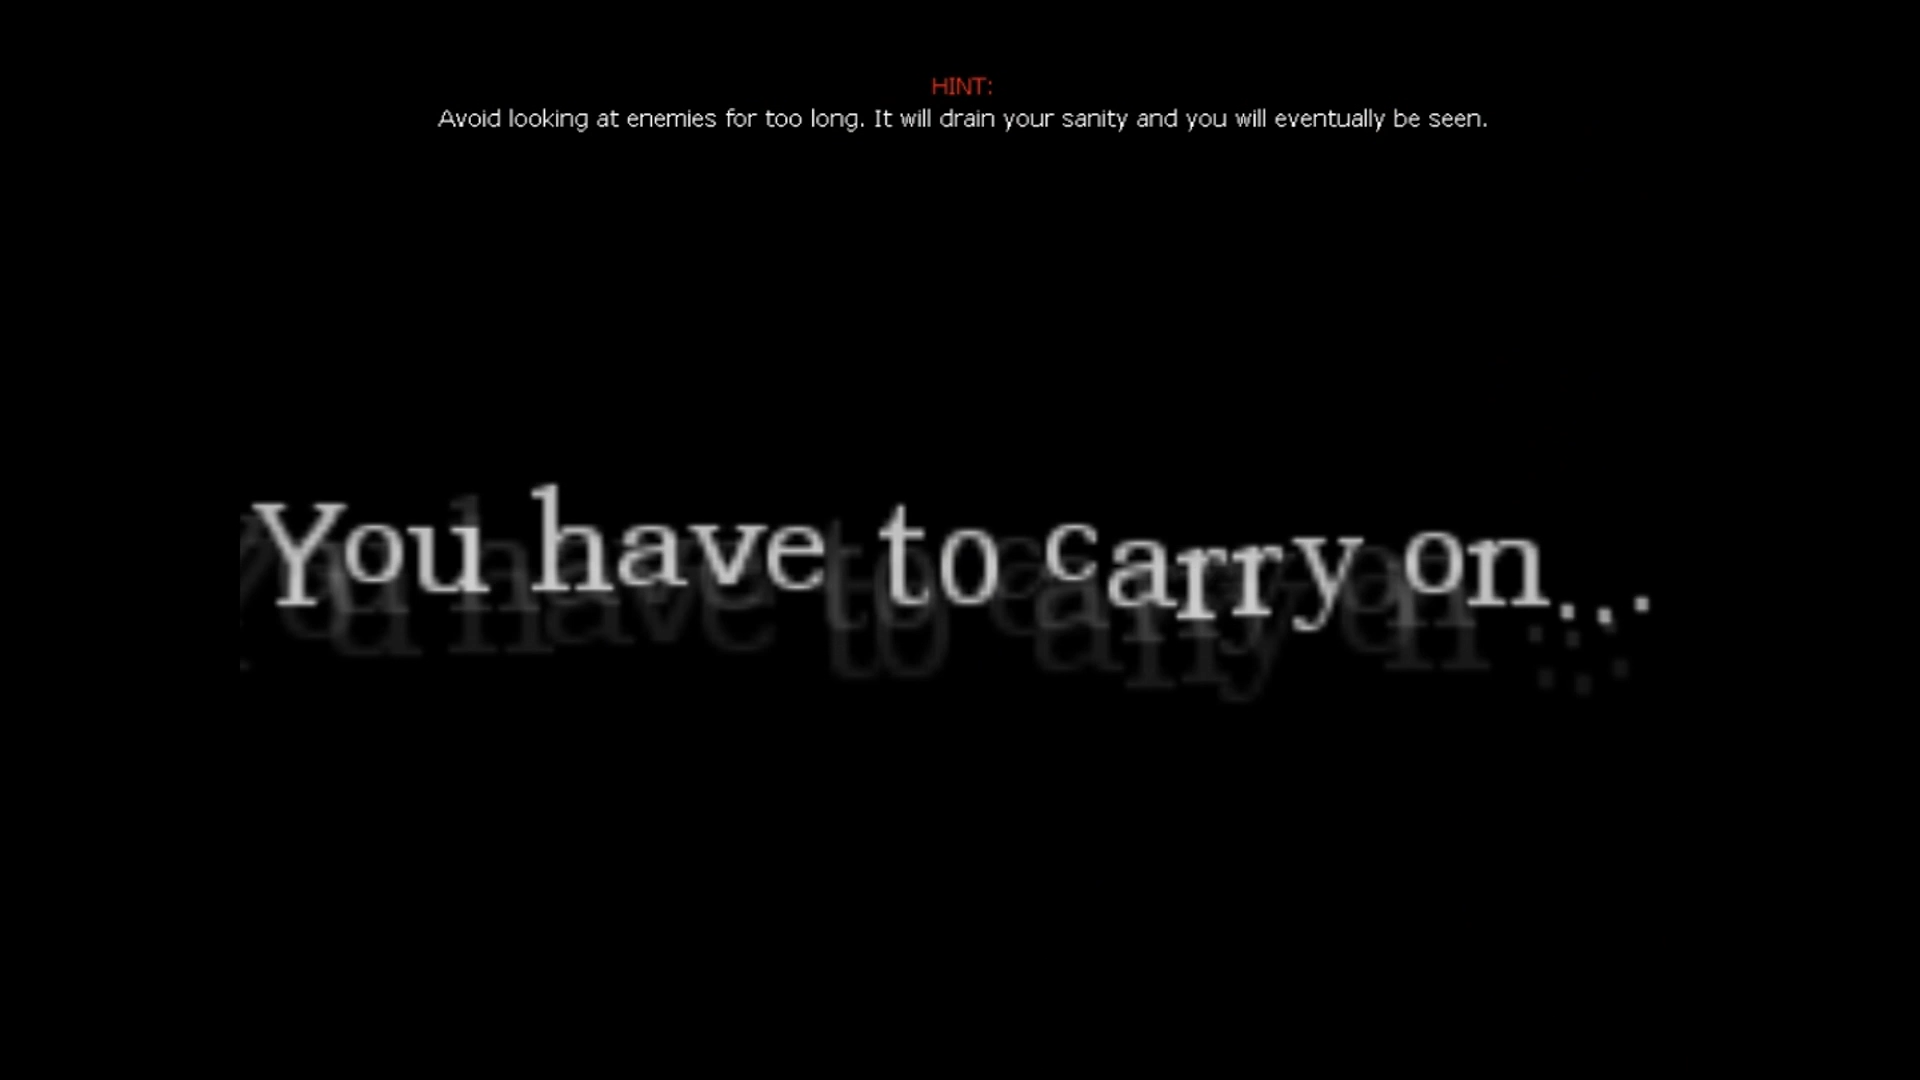 HINT:
Avoid looking at enemies for too long. It will drain your sanity and you will eventually be seen.
You have to carry on...